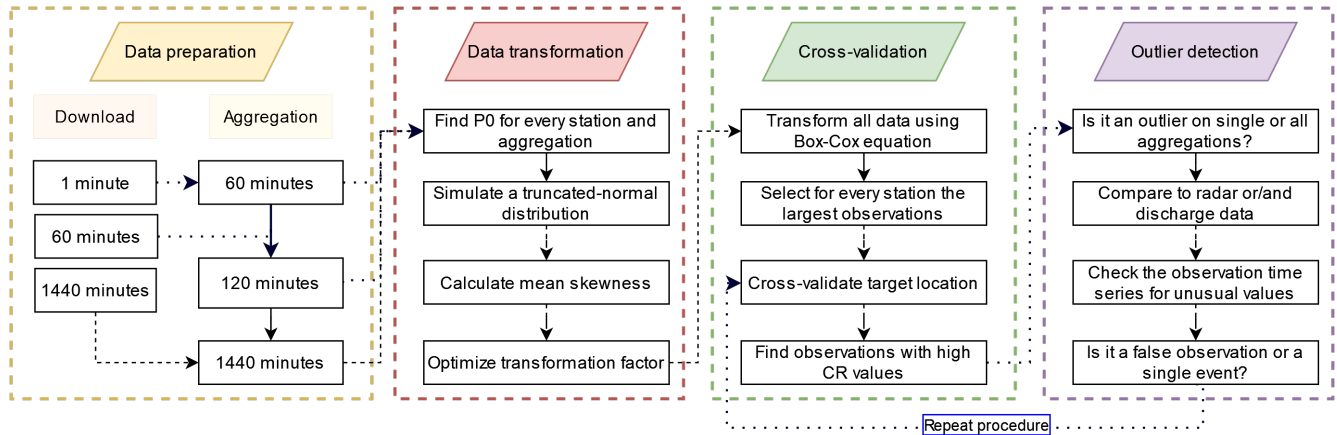 Data preparation
Download
Aggregation
1 minute
60 minutes
60 minutes
120 minutes
1440 minutes
1440 minutes
Data transformation
Find P0 for every station and
aggregation
Simulate a truncated-normal
distribution
Calculate mean skewness
Optimize transformation factor
Cross-validation
Transform all data using
Box-Cox equation
Select for every station the
largest observations
Cross-validate target location
Find observations with high
CR values
Outlier detection
Is it an outlier on single or all
aggregations?
Compare to radar or/and
discharge data
Check the observation time
series for unusual values
Is it a false observation or a
single event?
Repeat procedure